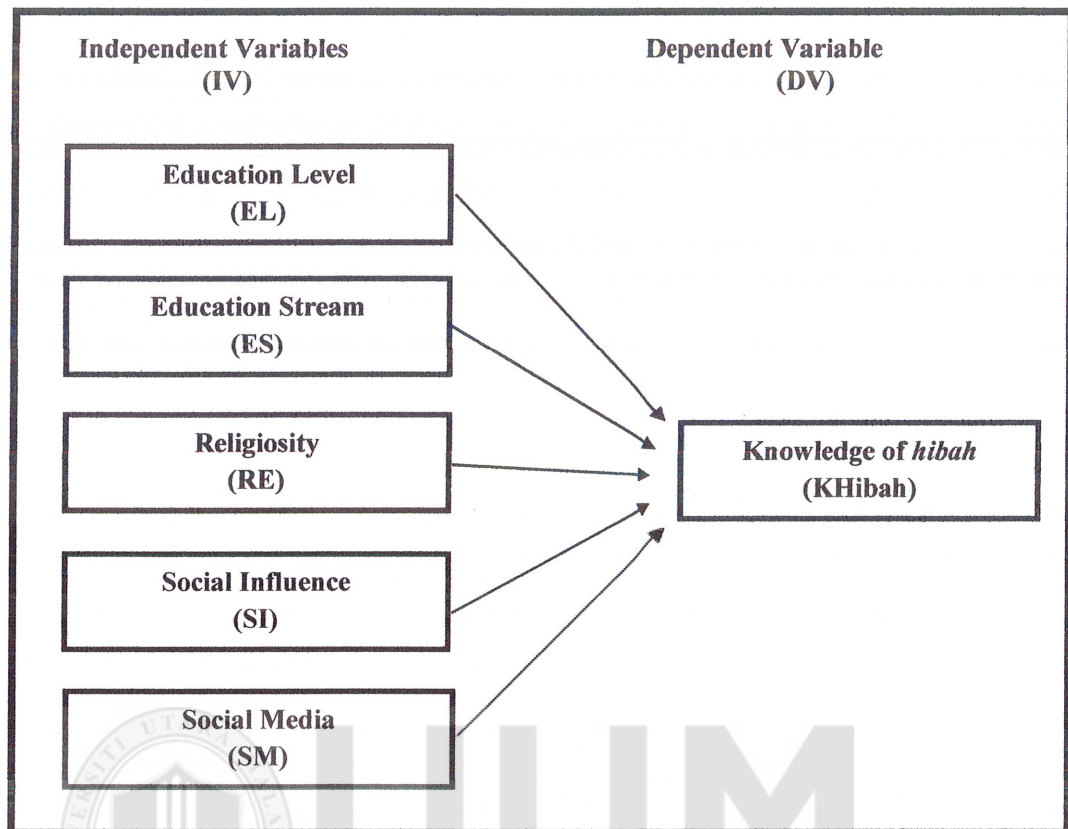 Independent Variables
(IV)
Dependent Variable
(DV)
Education Level
(EL)
Education Stream
(ES)
Religiosity
(RE)
Social Influence
(SI)
Social Media
(SM)
Knowledge of hibah
(KHibah)
UUM